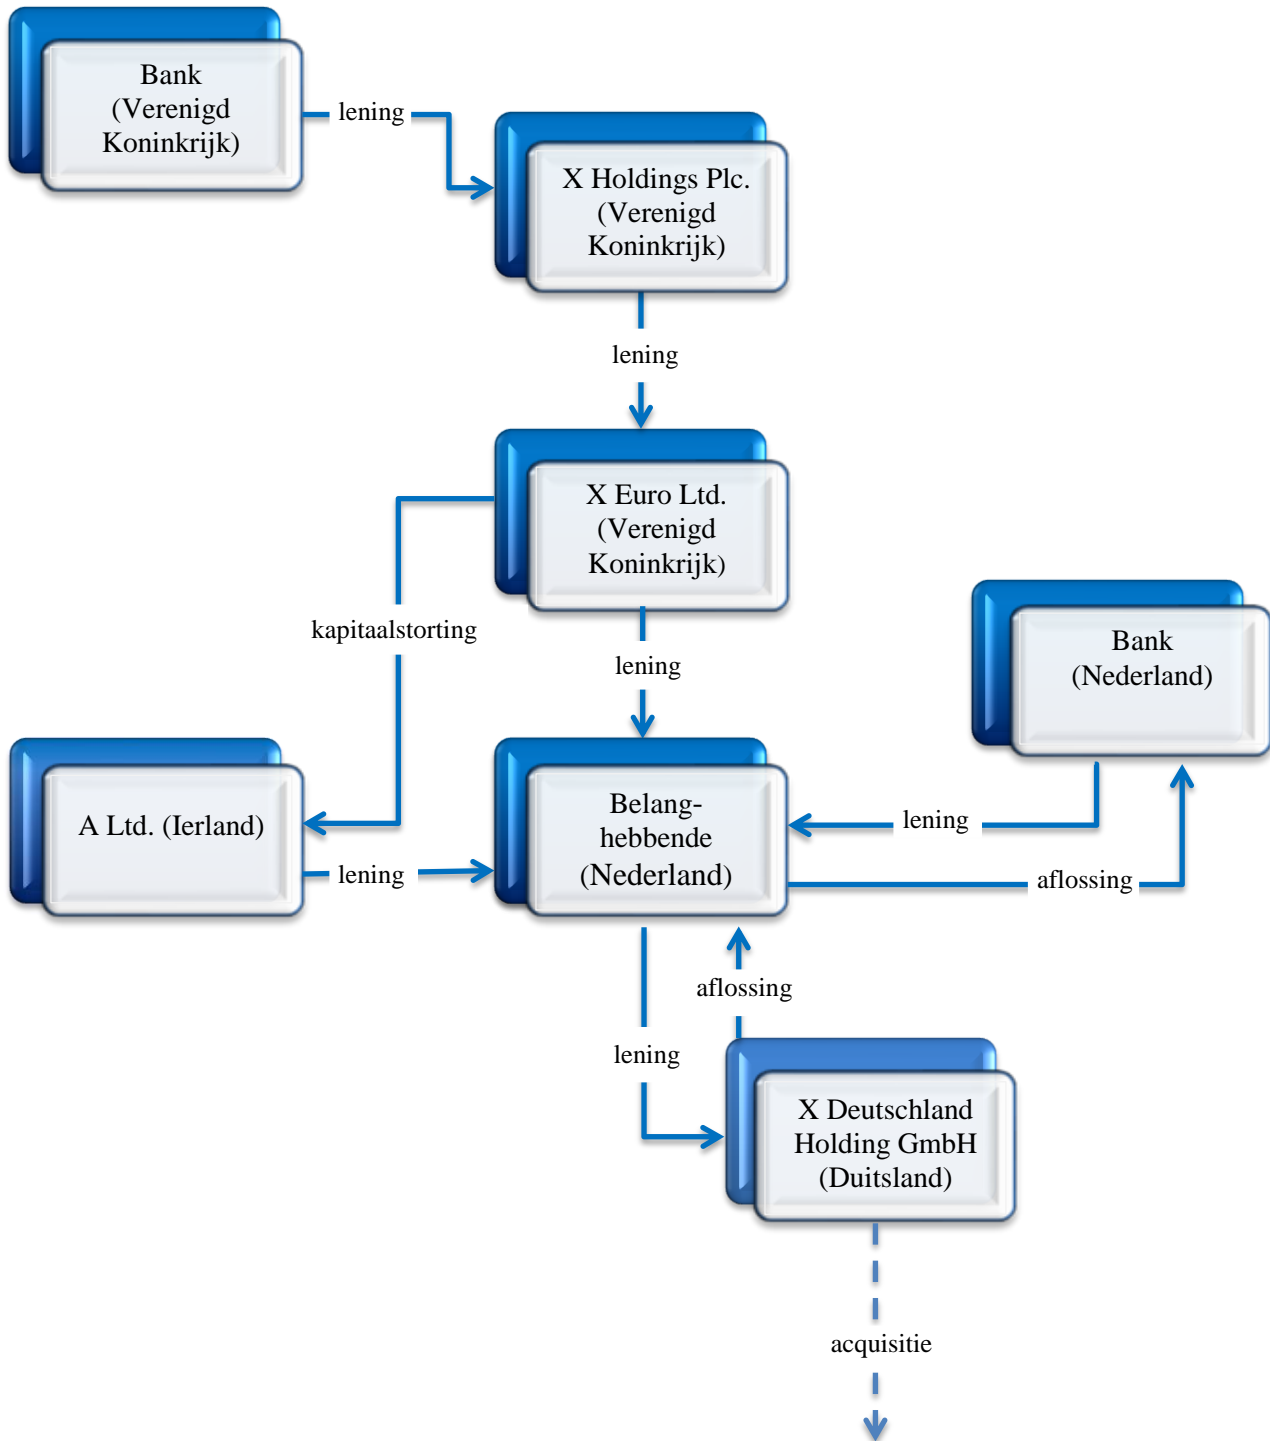 Bank
(Verenigd
Koninkrijk)
lening
X Holdings Plc.
(Verenigd
Koninkrijk)
lening
X Euro Ltd.
(Verenigd
Koninkrijk)
kapitaalstorting
lening
Bank
(Nederland)
A Ltd. (Ierland)
lening
Belang-
hebbende
(Nederland)
lening
aflossing
aflossing
lening
X Deutschland
Holding GmbH
(Duitsland)
acquisitie